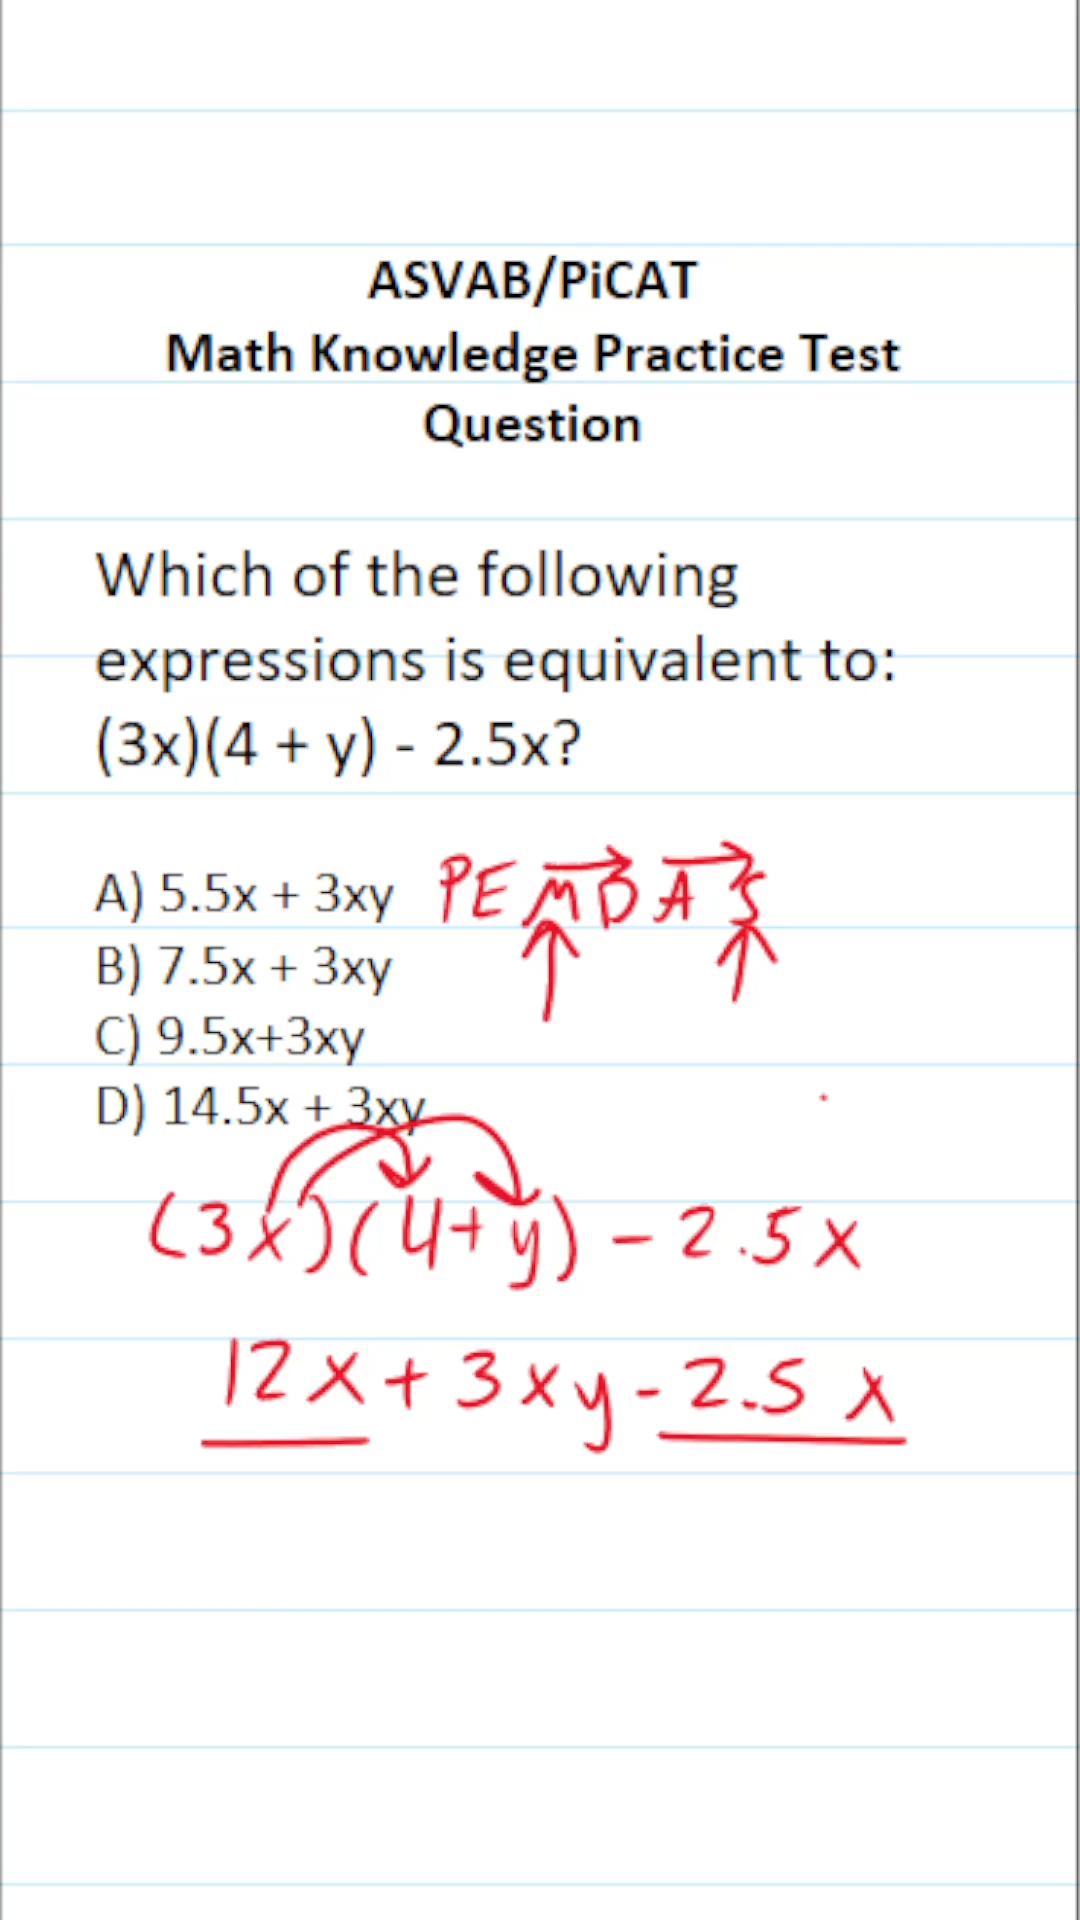 ASVAB/PiCAT
Math Knowledge Practice Test
Question
Which of the following
expressions is equivalent to:
(3x)(4 + y) - 2.5x?
A) 5.5x + 3xy
PEMDAS
B) 7.5x + 3xy
C) 9.5x+3xy
D) 14.5x + 3xy
(3x)(4+y) - 2.5x
12x + 3xy - 2.5x